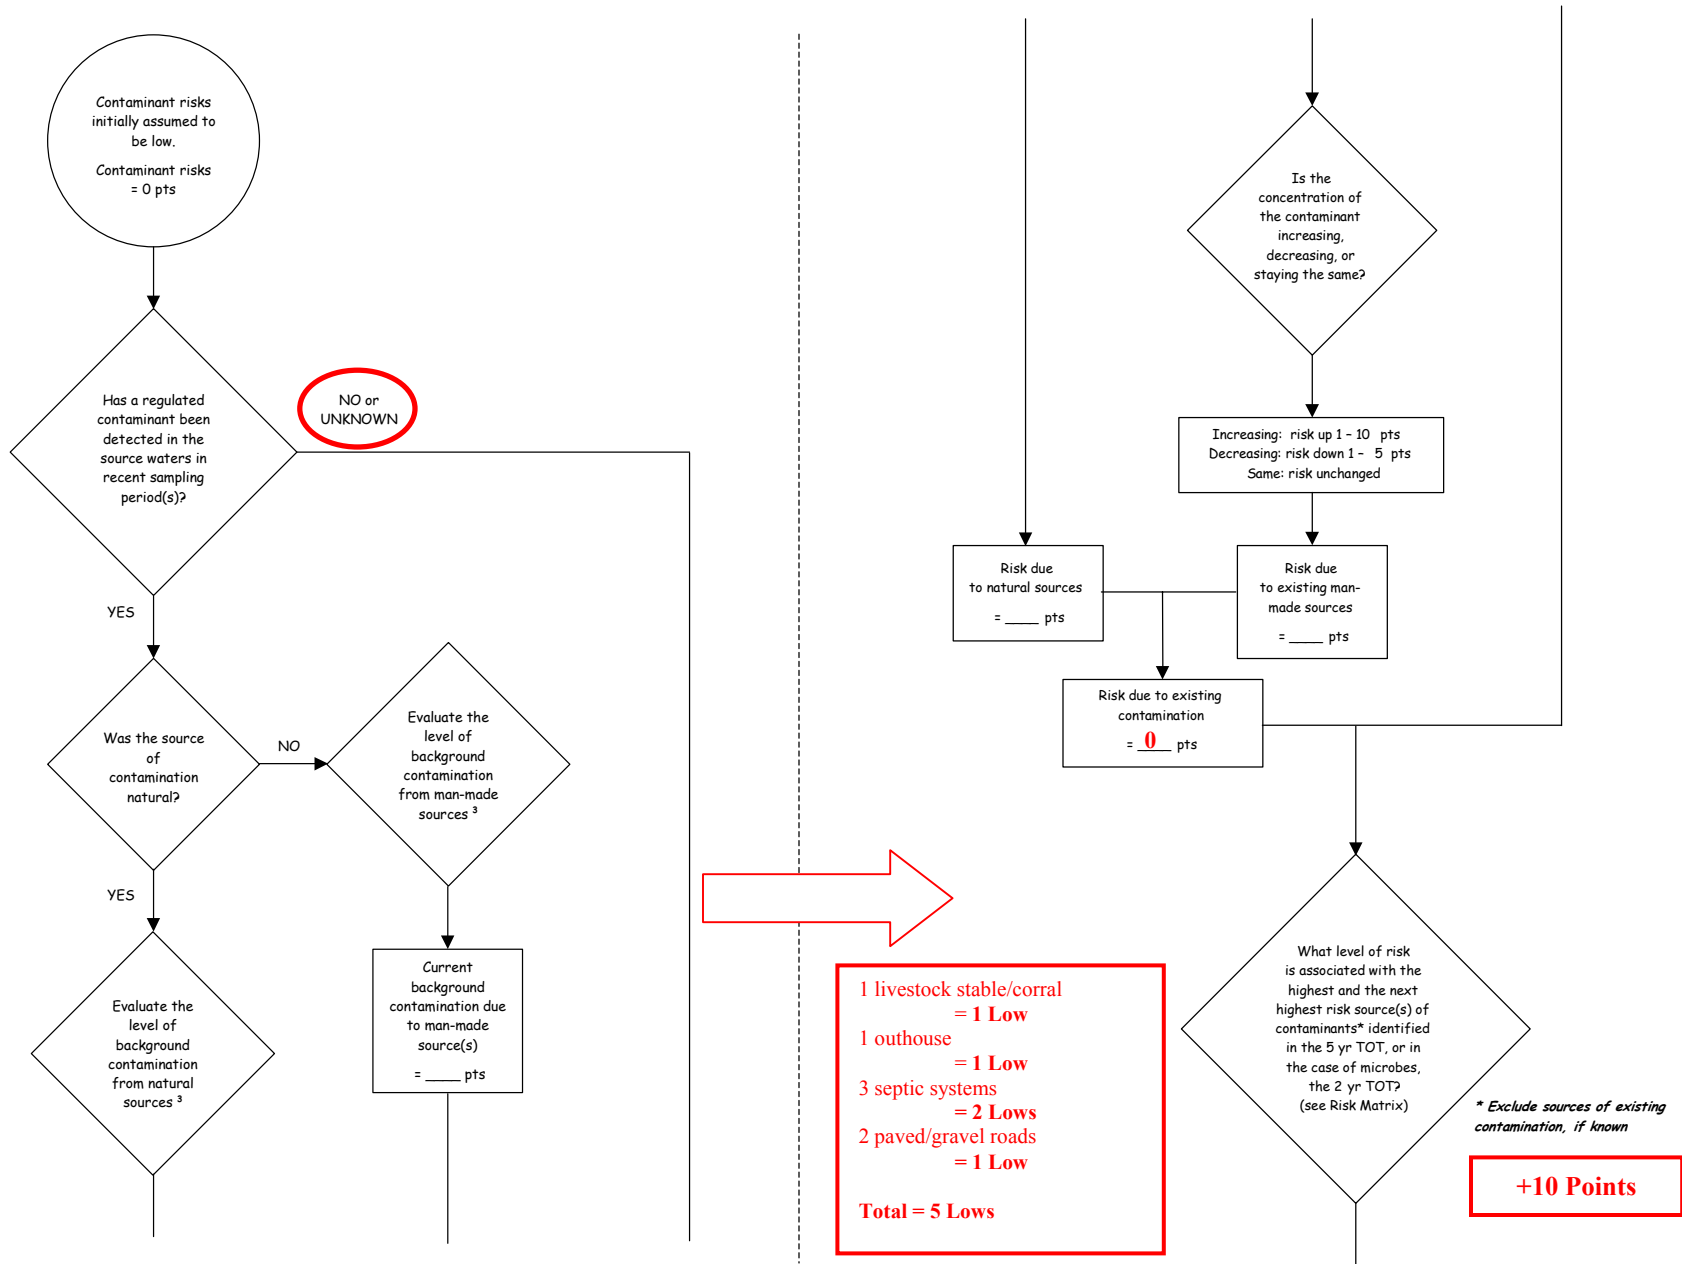 Contaminant risks
initially assumed to
be low.
Contaminant risks
= 0 pts
Has a regulated
contaminant been
detected in the
source waters in
recent sampling
period(s)?
NO or
UNKNOWN
YES
Was the source
of
contamination
natural?
NO
Evaluate the
level of
background
contamination
from man-made
sources ³
YES
Evaluate the
level of
background
contamination
from natural
sources ³
Current
background
contamination due
to man-made
source(s)
= ____ pts
Is the
concentration of
the contaminant
increasing,
decreasing, or
staying the same?
Increasing: risk up 1 – 10 pts
Decreasing: risk down 1 – 5 pts
Same: risk unchanged
Risk due
to natural sources
= ____ pts
Risk due
to existing man-
made sources
= ____ pts
Risk due to existing
contamination
= 0 pts
1 livestock stable/corral
= 1 Low
1 outhouse
= 1 Low
3 septic systems
= 2 Lows
2 paved/gravel roads
= 1 Low
Total = 5 Lows
What level of risk
is associated with the
highest and the next
highest risk source(s) of
contaminants* identified
in the 5 yr TOT, or in
the case of microbes,
the 2 yr TOT?
(see Risk Matrix)
* Exclude sources of existing
contamination, if known
+10 Points